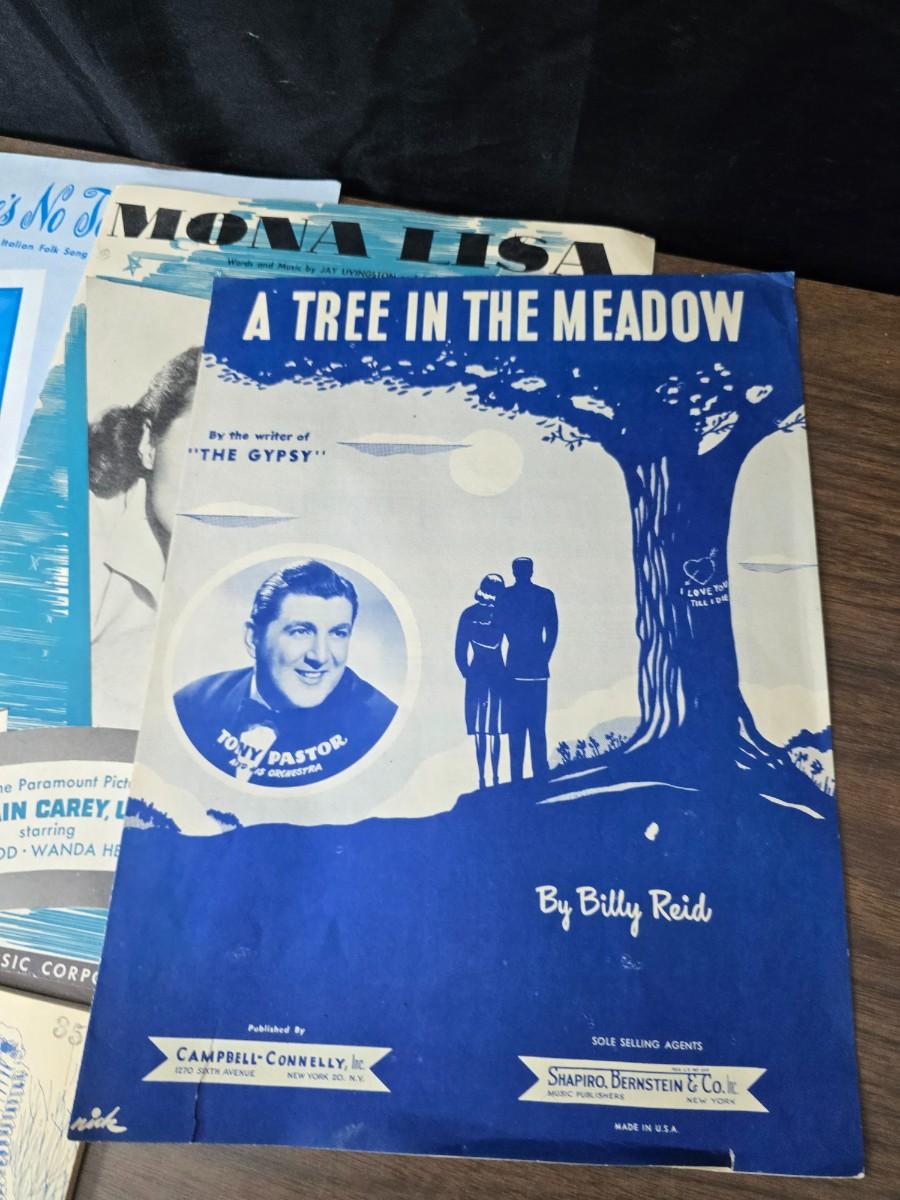 's No T
Italian Folk Song
MONA LISA
Words and Music by JAY LIVINGSTON
he Paramount Pict
AIN CAREY, U
starring
OD · WANDA HE
SIC CORPO
35
A TREE IN THE MEADOW
By the writer of
"THE GYPSY"
I LOVE YOU
TILL I DIE
TONY PASTOR
AND HIS ORCHESTRA
By Billy Reid
Published By
CAMPBELL-CONNELLY, Inc.
1270 SIXTH AVENUE NEW YORK 20, N.Y.
SOLE SELLING AGENTS
SHAPIRO, BERNSTEIN & Co. Inc.
MUSIC PUBLISHERS NEW YORK
MADE IN U.S.A.
nick